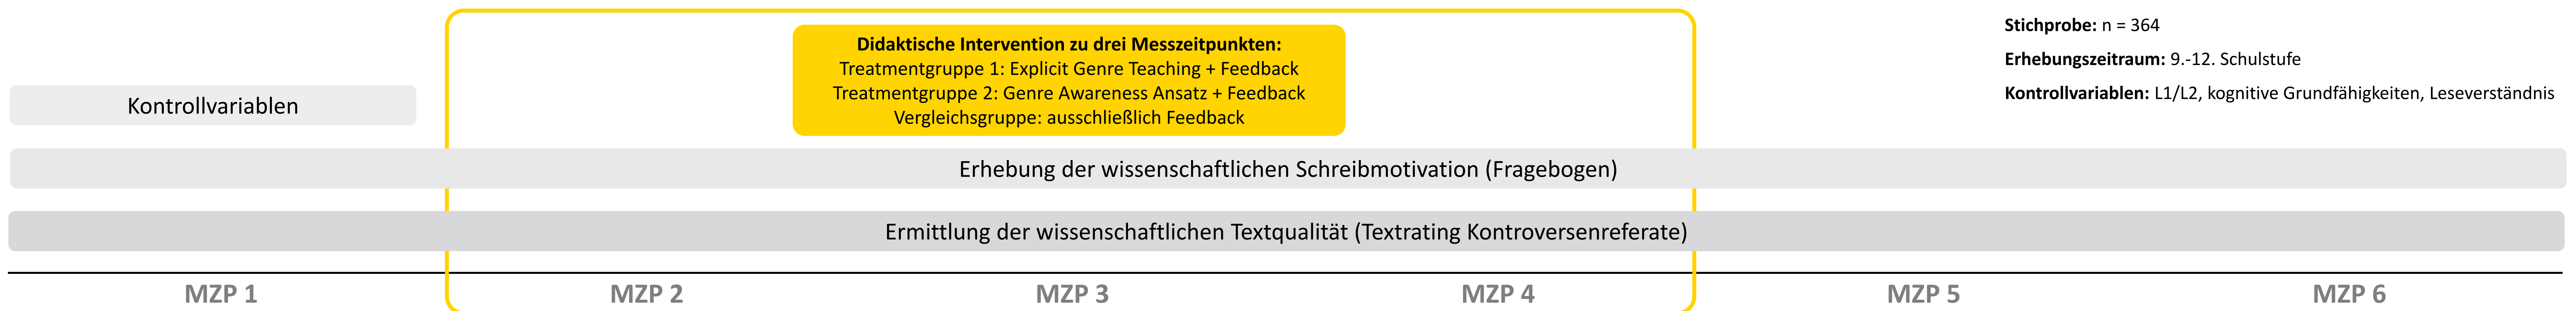 Didaktische Intervention zu drei Messzeitpunkten:
Treatmentgruppe 1: Explicit Genre Teaching + Feedback
Treatmentgruppe 2: Genre Awareness Ansatz + Feedback
Vergleichsgruppe: ausschließlich Feedback
Stichprobe: n = 364
Erhebungszeitraum: 9.-12. Schulstufe
Kontrollvariablen: L1/L2, kognitive Grundfähigkeiten, Leseverständnis
Kontrollvariablen
Erhebung der wissenschaftlichen Schreibmotivation (Fragebogen)
Ermittlung der wissenschaftlichen Textqualität (Textrating Kontroversenreferate)
MZP 1 MZP 2 MZP 3 MZP 4 MZP 5 MZP 6